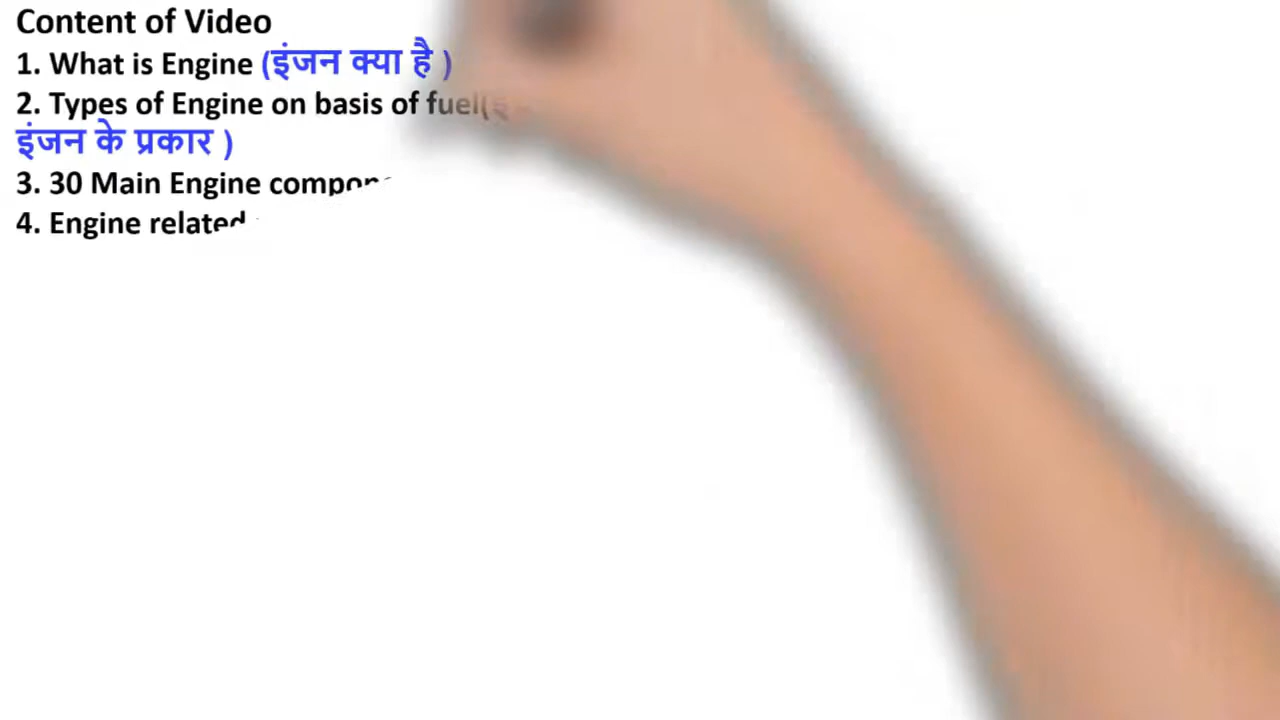 Content of Video
1. What is Engine (इंजन क्या है )
2. Types of Engine on basis of fuel(
इंजन के प्रकार )
3. 30 Main Engine
4. Engine related